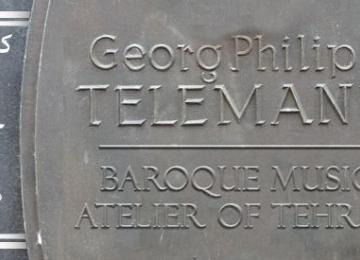 Georg Philip
TELEMAN
BAROQUE MUSIC
ATELIER OF TEHR